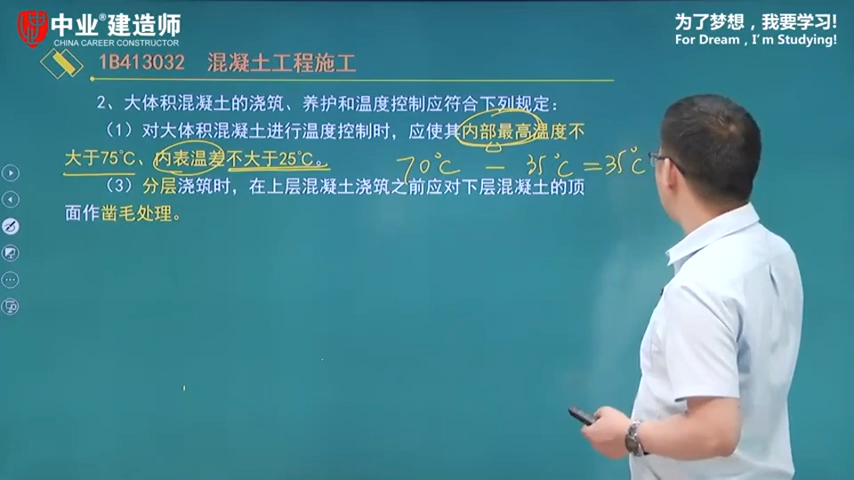 中业®建造师
CHINA CAREER CONSTRUCTOR
为了梦想，我要学习!
For Dream , I'm Studying!
1B413032 混凝土工程施工
2、大体积混凝土的浇筑、养护和温度控制应符合下列规定：
（1）对大体积混凝土进行温度控制时，应使其内部最高温度不
大于75℃、内表温差不大于25℃。
70℃ － 35℃ ＝35℃
（3）分层浇筑时，在上层混凝土浇筑之前应对下层混凝土的顶
面作凿毛处理。